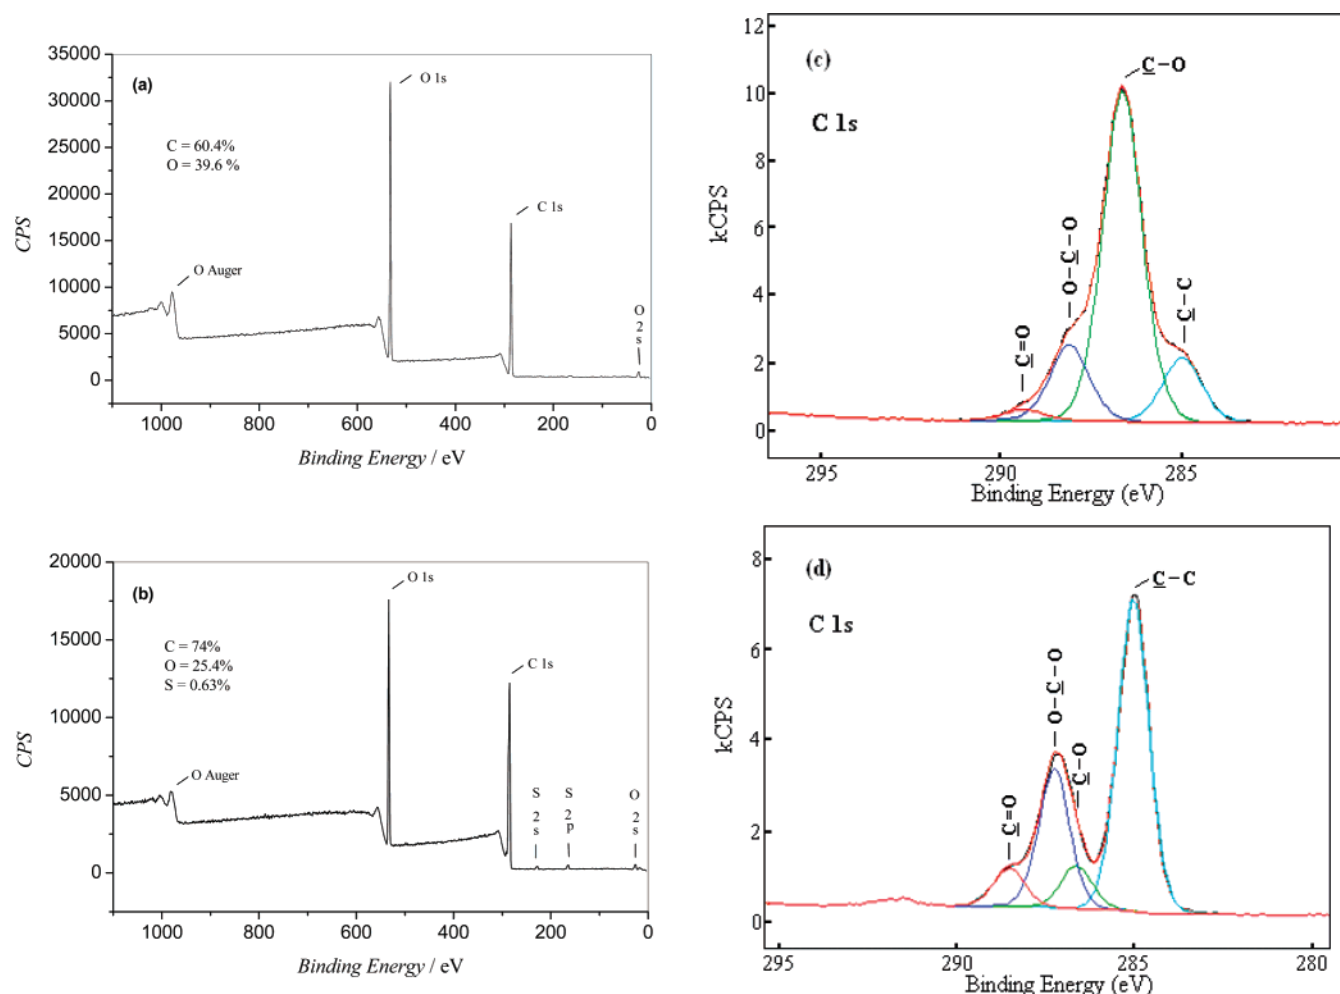 (a)
35000
30000
25000
20000
15000
10000
5000
0
CPS
C = 60.4%
O = 39.6 %
O 1s
C 1s
O Auger
O 2 s
1000 800 600 400 200 0
Binding Energy / eV
(b)
20000
15000
10000
5000
0
CPS
C = 74%
O = 25.4%
S = 0.63%
O 1s
C 1s
O Auger
S 2 s
S 2 p
O 2 s
1000 800 600 400 200 0
Binding Energy / eV
(c)
12
10
8
6
4
2
0
kCPS
C 1s
C=O
O-C-O
C-O
C-C
295 290 285
Binding Energy (eV)
(d)
8
6
4
2
0
kCPS
C 1s
C=O
O-C-O
C-O
C-C
295 290 285 280
Binding Energy (eV)